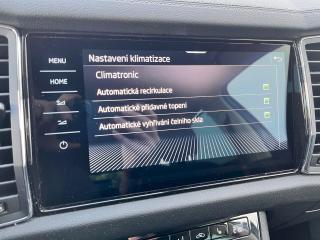 MENU
Nastavení klimatizace
HOME
Climatronic
Automatická recirkulace
Automatické přídavné topení
Automatické vyhřívání čelního skla